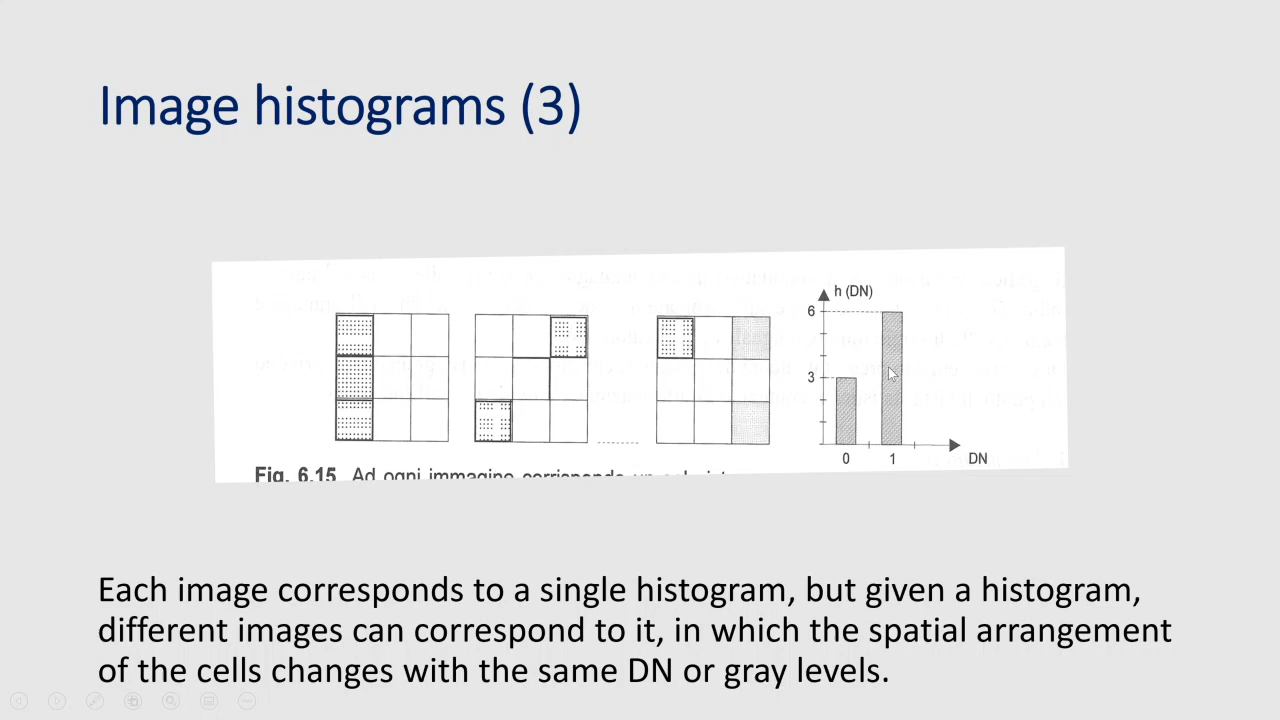 Image histograms (3)
h (DN)
6
3
0 1 DN
Fig. 6.15 Ad ogni immagine corrisponde un
Each image corresponds to a single histogram, but given a histogram,
different images can correspond to it, in which the spatial arrangement
of the cells changes with the same DN or gray levels.